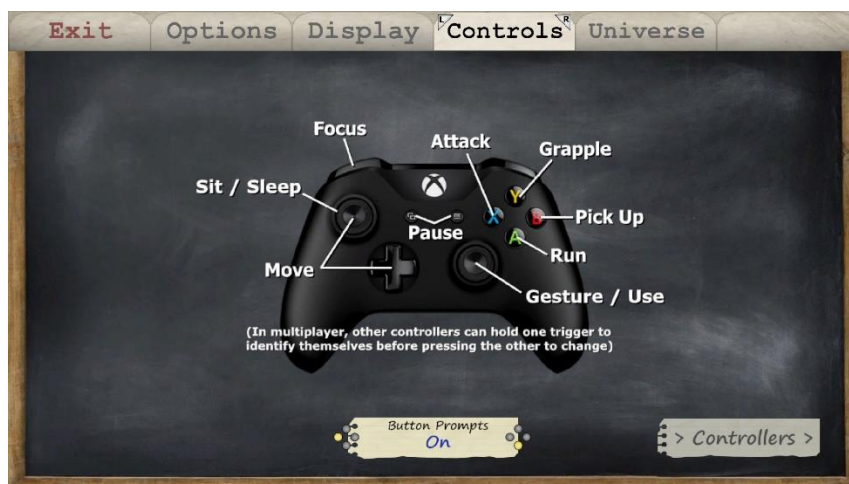 Exit
Options
Display
L
Controls
R
Universe
Focus
Attack
Grapple
Sit / Sleep
Y
X
B
Pick Up
Pause
A
Run
Move
Gesture / Use
(In multiplayer, other controllers can hold one trigger to
identify themselves before pressing the other to change)
Button Prompts
On
> Controllers >